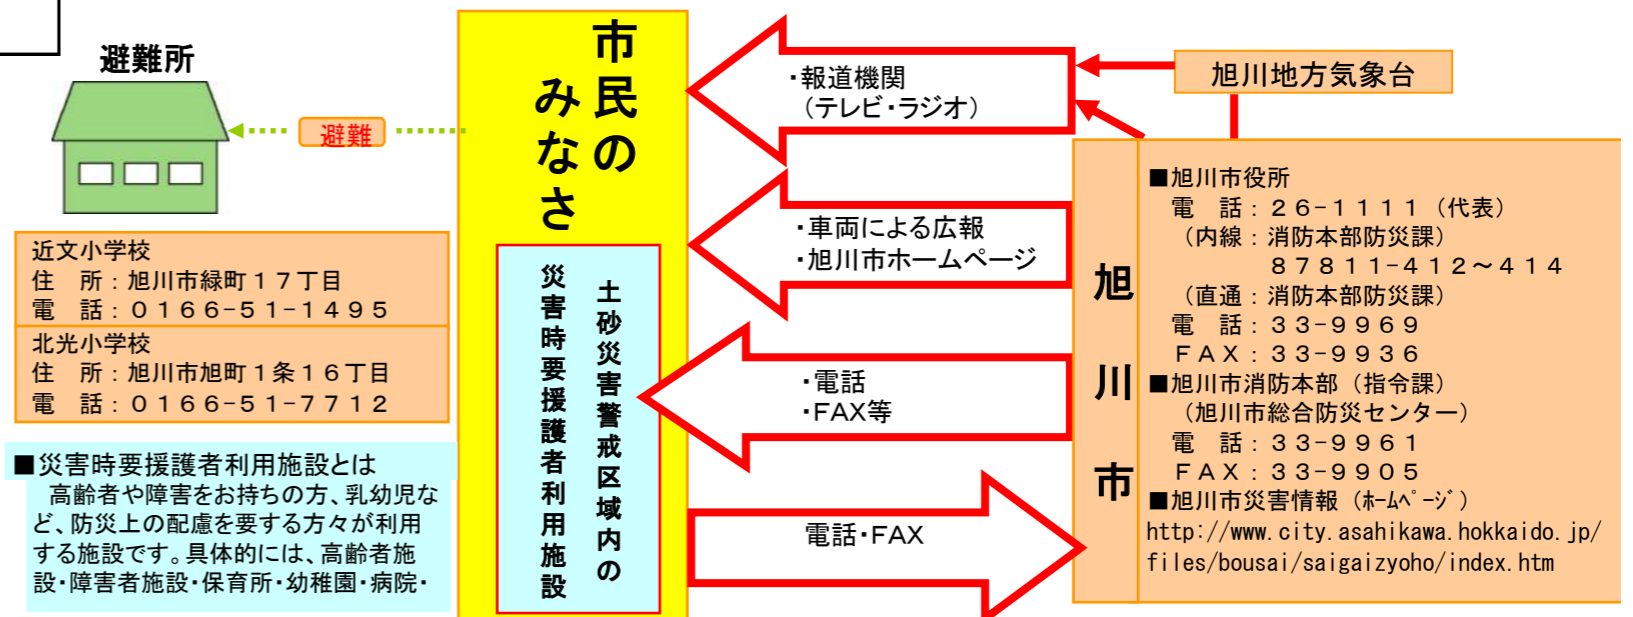 避難所
避難
近文小学校
住　所：旭川市緑町１７丁目
電　話：０１６６-５１-１４９５
北光小学校
住　所：旭川市旭町１条１６丁目
電　話：０１６６-５１-７７１２
■災害時要援護者利用施設とは
高齢者や障害をお持ちの方、乳幼児な
ど、防災上の配慮を要する方々が利用
する施設です。具体的には、高齢者施
設・障害者施設・保育所・幼稚園・病院・
市民の
みなさ
土砂災害警戒区域内の
災害時要援護者利用施設
・報道機関
（テレビ・ラジオ）
・車両による広報
・旭川市ホームページ
・電話
・FAX等
電話・FAX
旭川地方気象台
旭川市
■旭川市役所
電　話：２６-１１１１（代表）
（内線：消防本部防災課）
８７８１１-４１２～４１４
（直通：消防本部防災課）
電　話：３３-９９６９
ＦＡＸ：３３-９９３６
■旭川市消防本部（指令課）
（旭川市総合防災センター）
電　話：３３-９９６１
ＦＡＸ：３３-９９０５
■旭川市災害情報（ﾎｰﾑﾍﾟｰｼﾞ）
http://www.city.asahikawa.hokkaido.jp/
files/bousai/saigaizyoho/index.htm